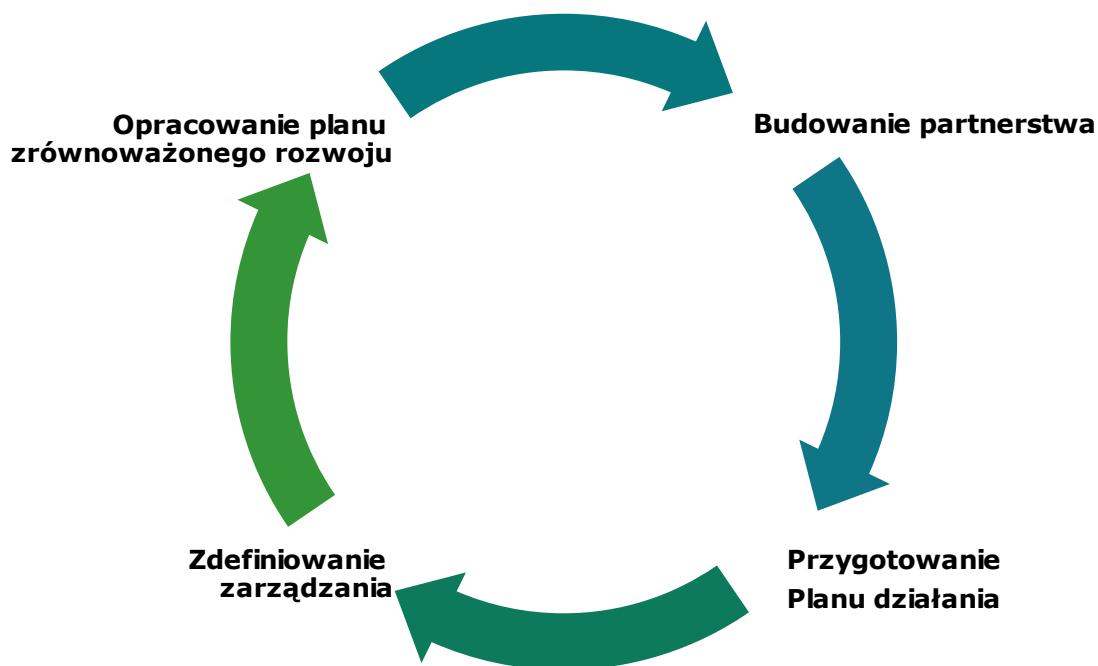 Opracowanie planu
zrównoważonego rozwoju
Budowanie partnerstwa
Przygotowanie
Planu działania
Zdefiniowanie
zarządzania